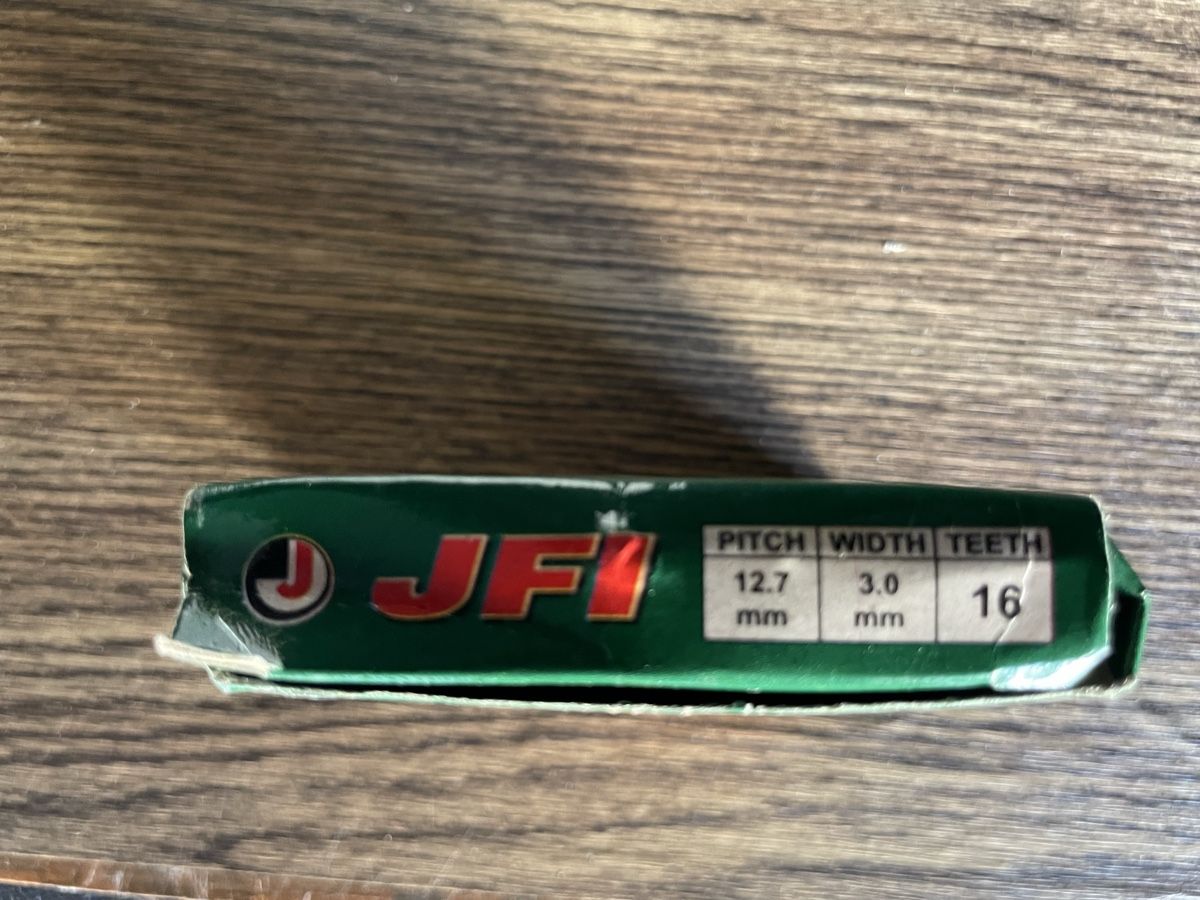 J JFI
PITCH WIDTH TEETH
12.7 mm 3.0 mm 16